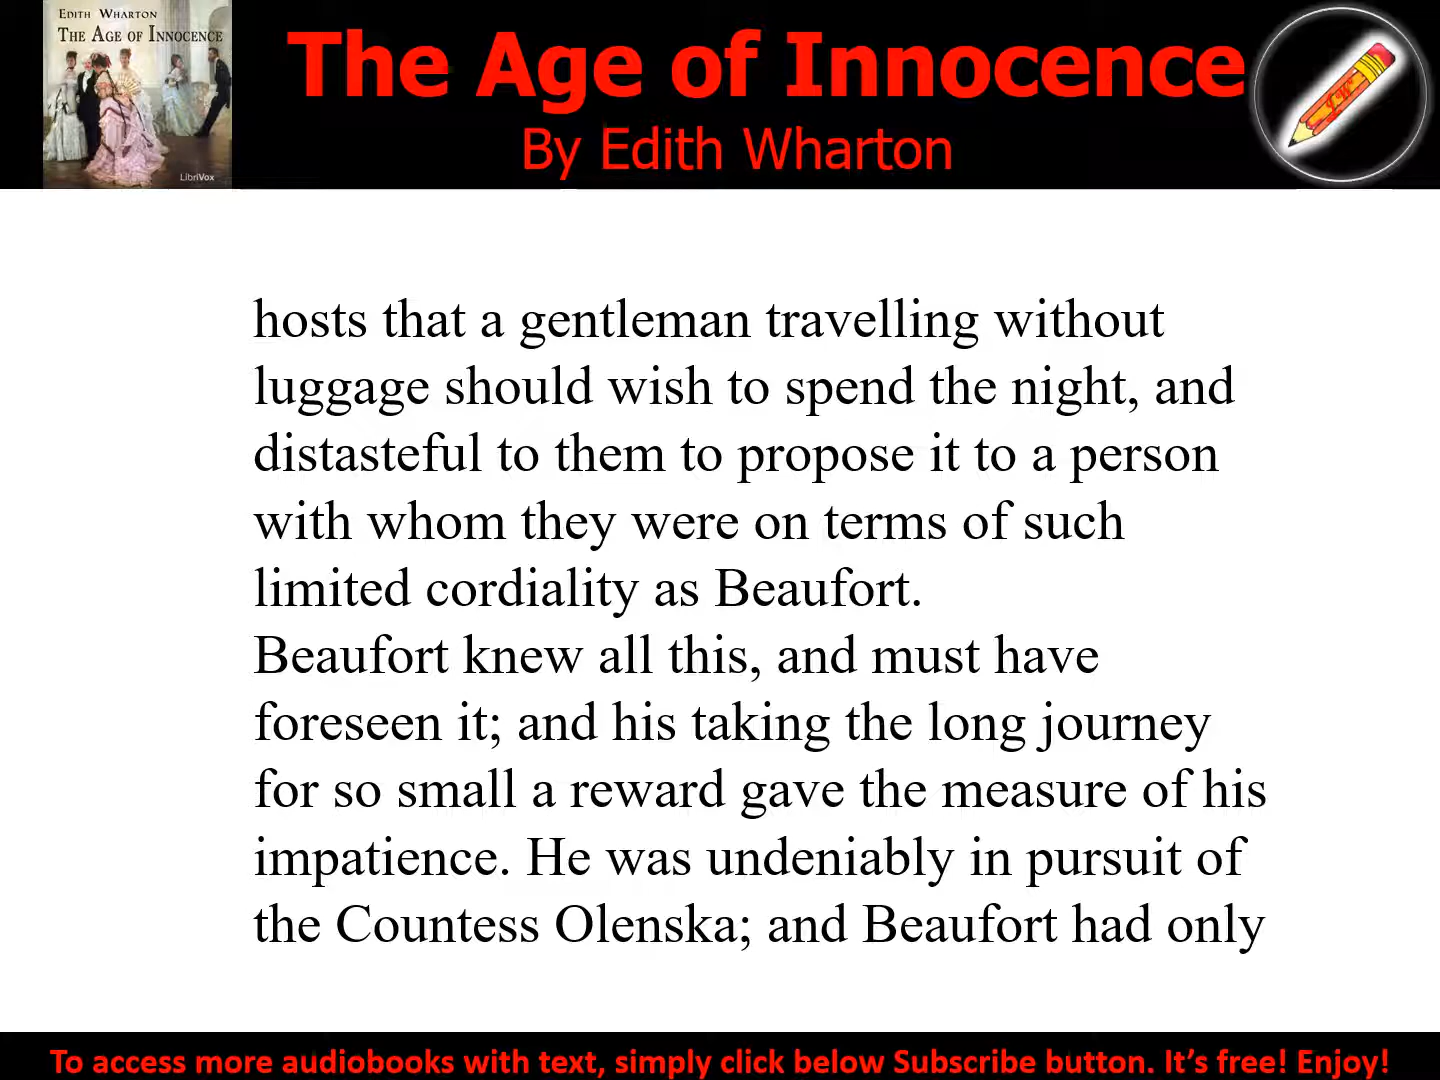 EDITH WHARTON
THE AGE OF INNOCENCE
LibriVox
The Age of Innocence
By Edith Wharton
hosts that a gentleman travelling without
luggage should wish to spend the night, and
distasteful to them to propose it to a person
with whom they were on terms of such
limited cordiality as Beaufort.
Beaufort knew all this, and must have
foreseen it; and his taking the long journey
for so small a reward gave the measure of his
impatience. He was undeniably in pursuit of
the Countess Olenska; and Beaufort had only
To access more audiobooks with text, simply click below Subscribe button. It’s free! Enjoy!